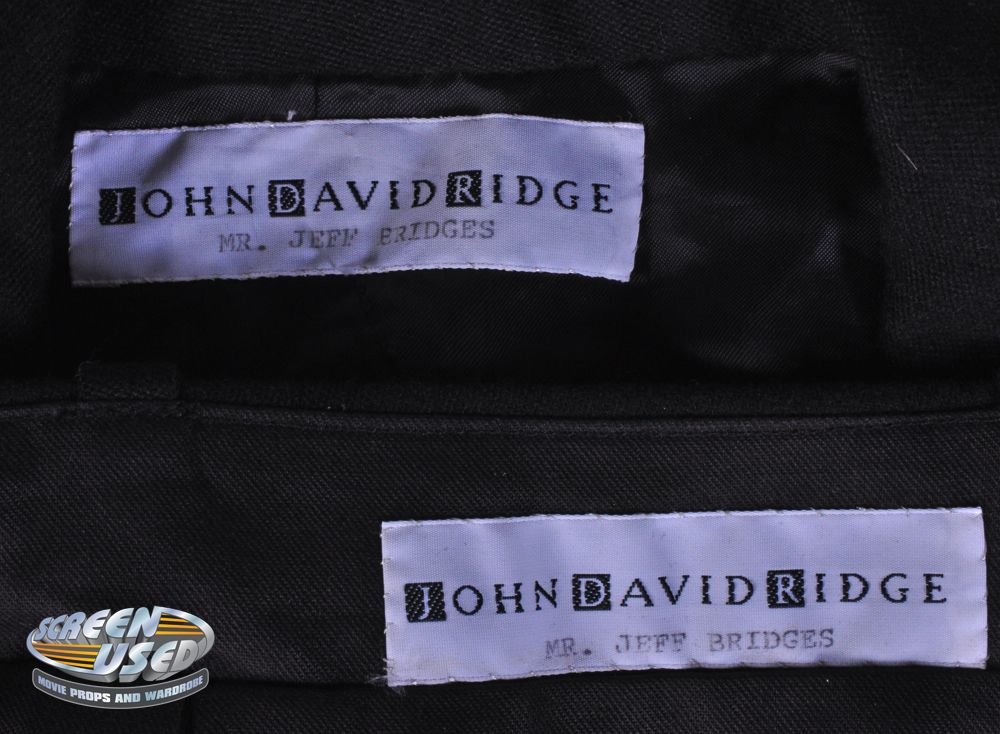 JOHN DAVID RIDGE
MR. JEFF BRIDGES
JOHN DAVID RIDGE
MR. JEFF BRIDGES
SCREEN
USED
MOVIE PROPS AND WARDROBE